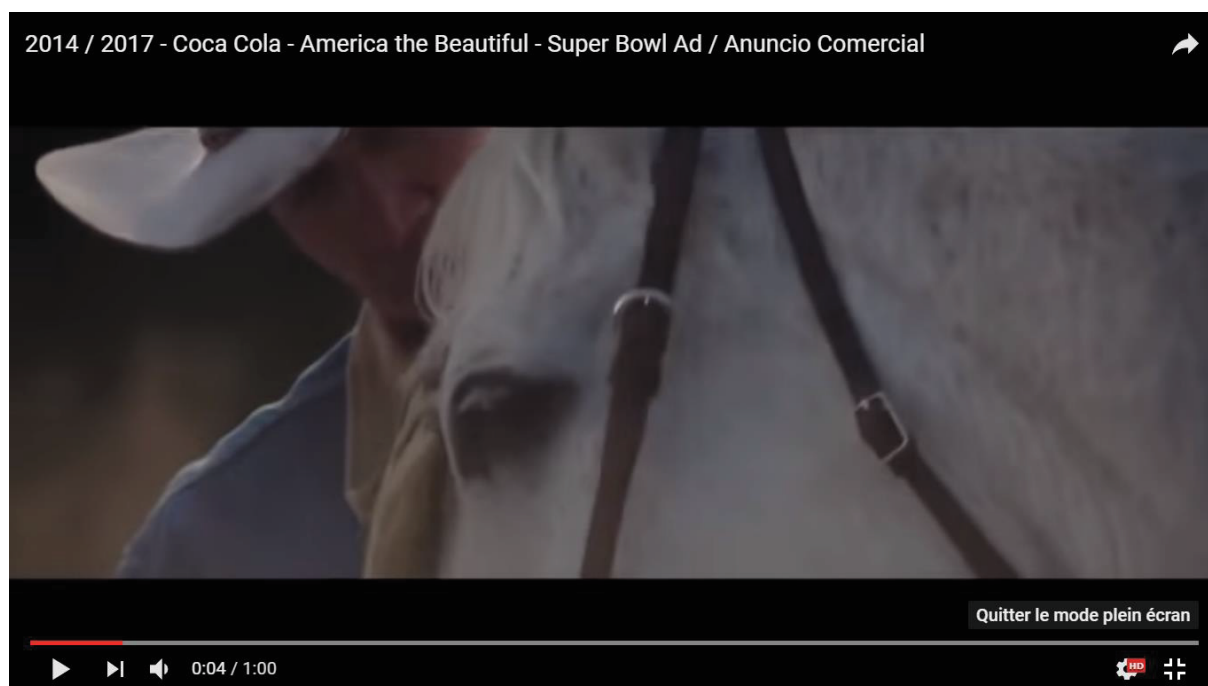 2014 / 2017 - Coca Cola - America the Beautiful - Super Bowl Ad / Anuncio Comercial
Quitter le mode plein écran
0:04 / 1:00
HD